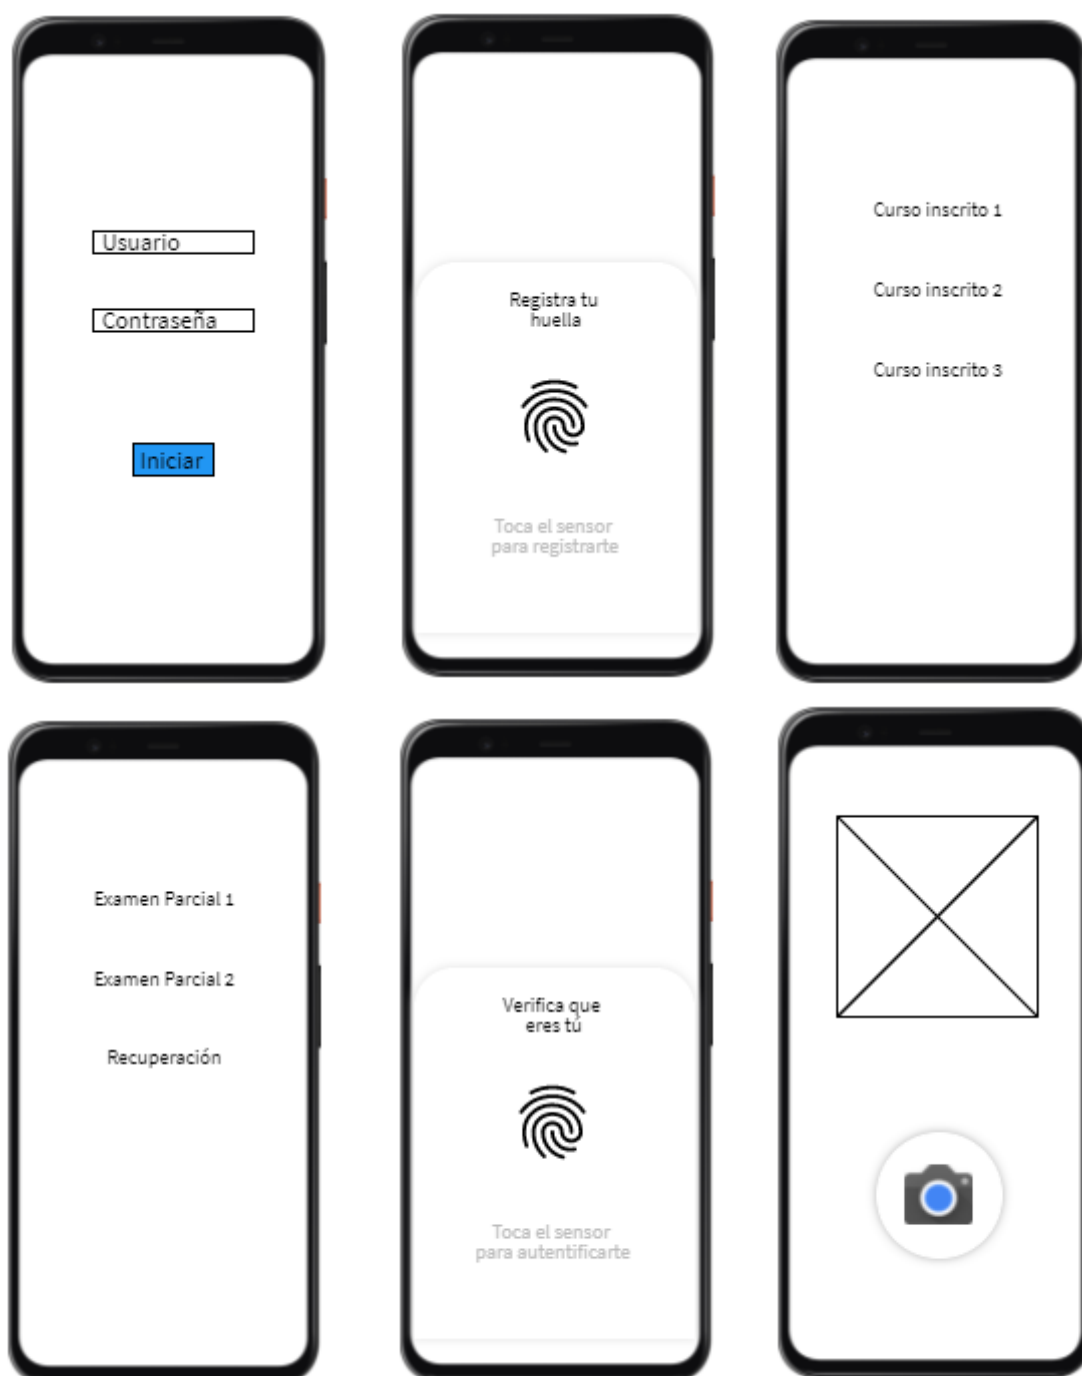 Usuario
Contraseña
Iniciar
Registra tu
huella
Toca el sensor
para registrarte
Curso inscrito 1
Curso inscrito 2
Curso inscrito 3
Examen Parcial 1
Examen Parcial 2
Recuperación
Verifica que
eres tú
Toca el sensor
para autentificarte